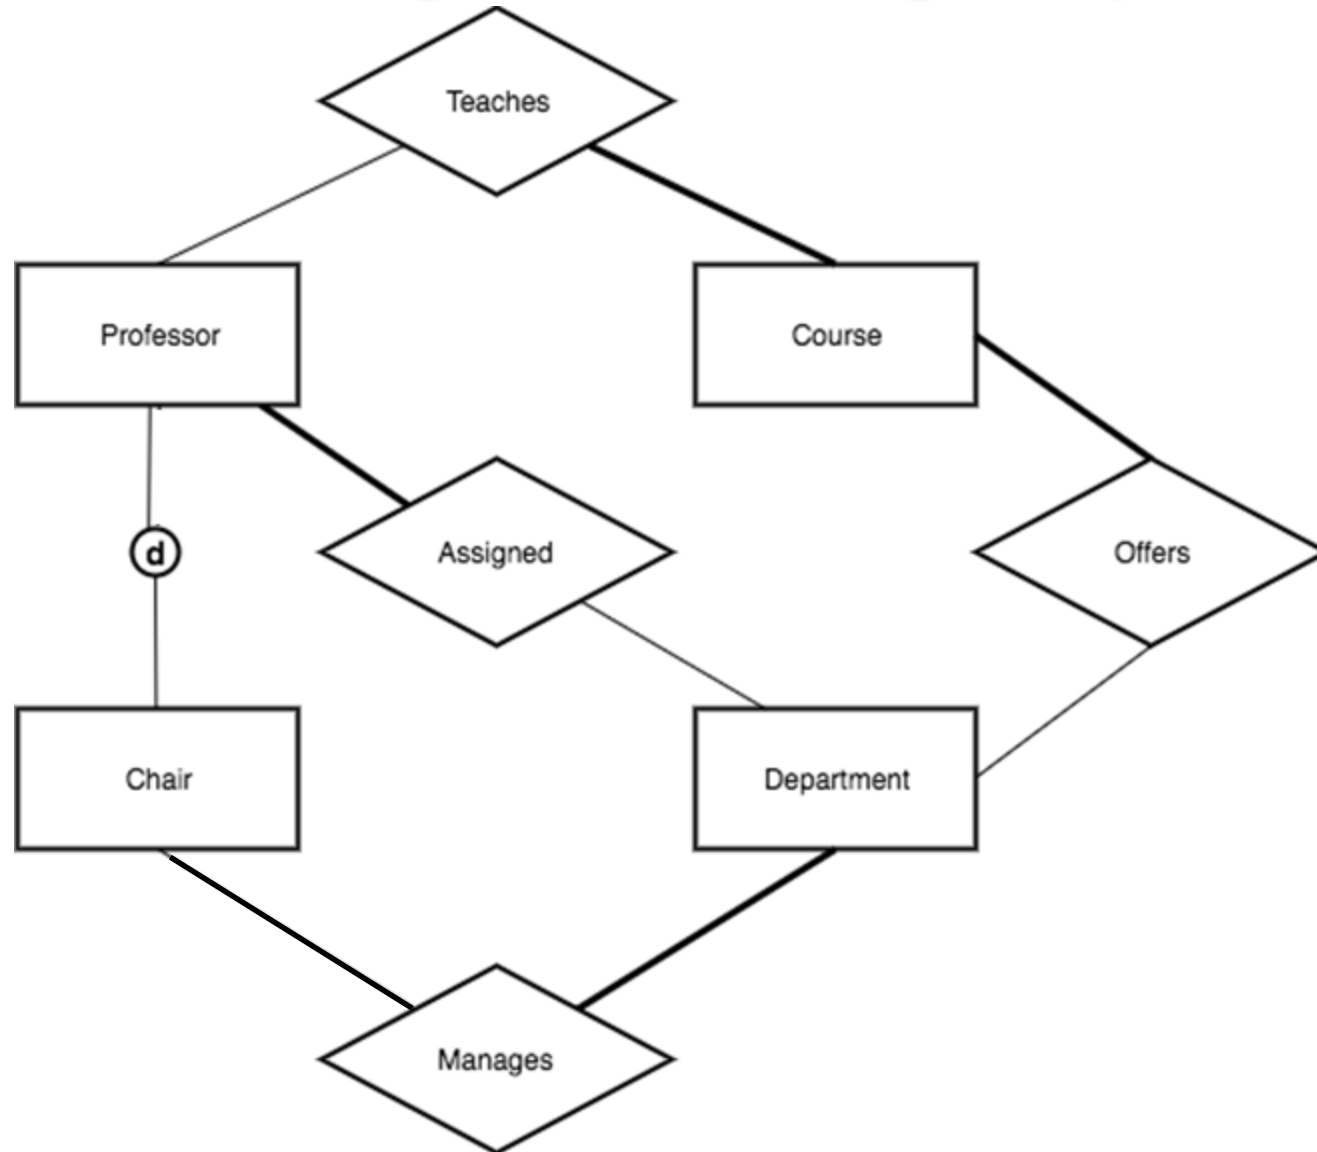 Teaches
Professor
Course
d
Assigned
Offers
Chair
Department
Manages